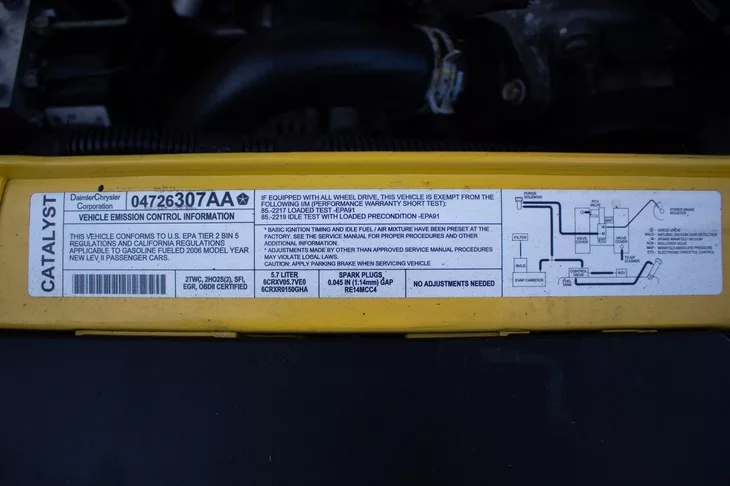 CATALYST
DaimlerChrysler
Corporation
04726307AA
VEHICLE EMISSION CONTROL INFORMATION
THIS VEHICLE CONFORMS TO U.S. EPA TIER 2 BIN 5
REGULATIONS AND CALIFORNIA REGULATIONS
APPLICABLE TO GASOLINE FUELED 2006 MODEL YEAR
NEW LEV II PASSENGER CARS.
2TWC, 2HO2S(2), SFI,
EGR, OBDII CERTIFIED
IF EQUIPPED WITH ALL WHEEL DRIVE, THIS VEHICLE IS EXEMPT FROM THE
FOLLOWING I/M (PERFORMANCE WARRANTY SHORT TEST):
85.-2217 LOADED TEST -EPA91
85.-2219 IDLE TEST WITH LOADED PRECONDITION -EPA91
* BASIC IGNITION TIMING AND IDLE FUEL / AIR MIXTURE HAVE BEEN PRESET AT THE
FACTORY. SEE THE SERVICE MANUAL FOR PROPER PROCEDURES AND OTHER
ADDITIONAL INFORMATION.
* ADJUSTMENTS MADE BY OTHER THAN APPROVED SERVICE MANUAL PROCEDURES
MAY VIOLATE LOCAL LAWS.
CAUTION: APPLY PARKING BRAKE WHEN SERVICING VEHICLE
5.7 LITER
6CRXV05.7VE0
6CRXR0150GHA
SPARK PLUGS
0.045 IN (1.14mm) GAP
RE14MCC4
NO ADJUSTMENTS NEEDED
PURGE
SOLENOID
PCV
VALVE
POWER BRAKE
BOOSTER
FILTER
VALVE
COVER
VALVE
COVER
TO AIR
CLEANER
NVLD
EVAP CANISTER
CONTROL
VALVE
ROV